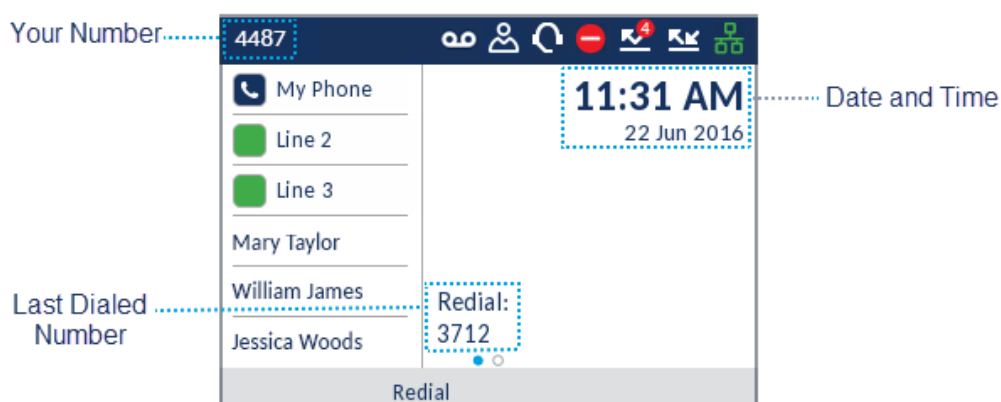 Your Number
4487
4
My Phone
11:31 AM
Date and Time
22 Jun 2016
Line 2
Line 3
Mary Taylor
William James
Jessica Woods
Last Dialed
Number
Redial:
3712
Redial